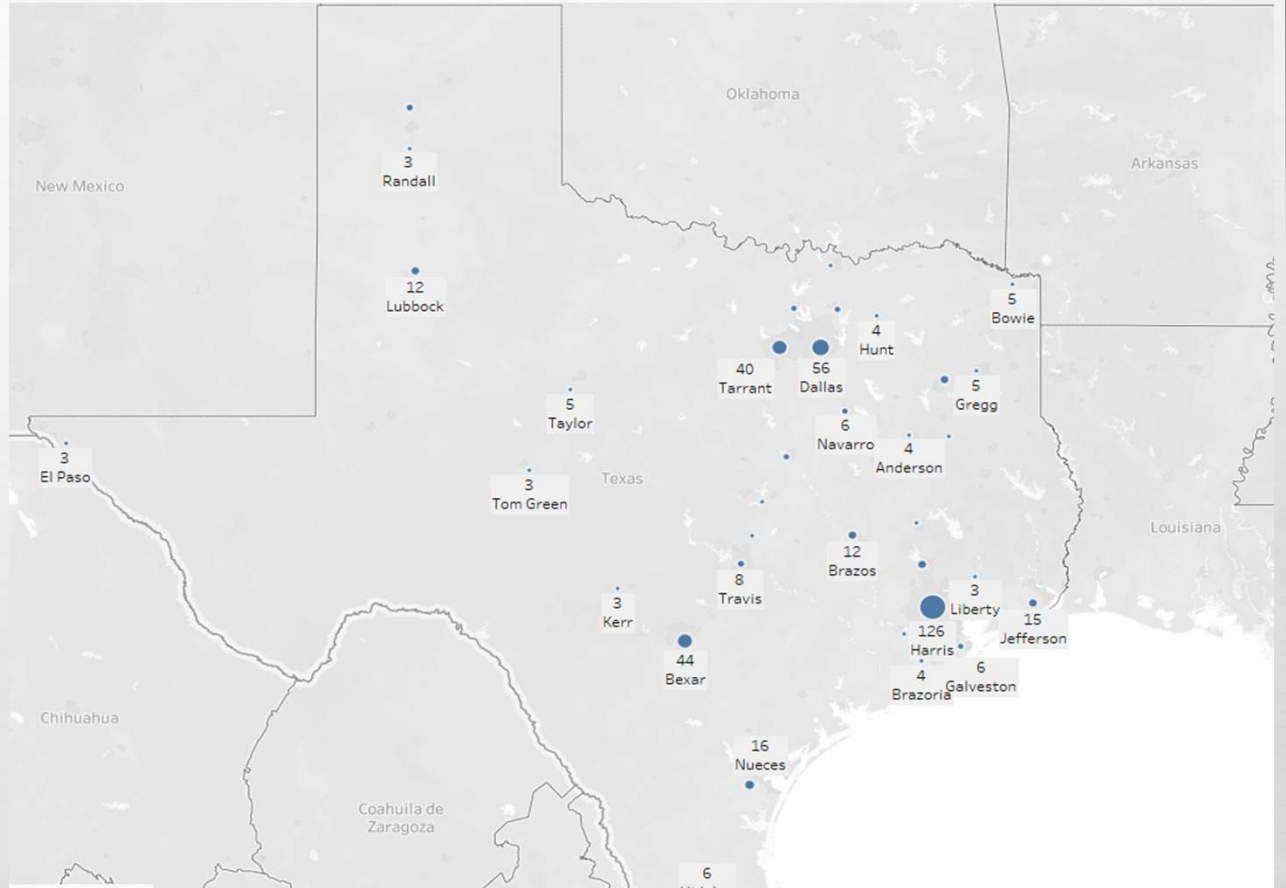 Oklahoma
Arkansas
New Mexico
3
Randall
12
Lubbock
5
Bowie
4
Hunt
40
Tarrant
56
Dallas
5
Gregg
5
Taylor
6
Navarro
4
Anderson
3
El Paso
3
Tom Green
Texas
Louisiana
12
Brazos
8
Travis
3
Kerr
3
Liberty
15
Jefferson
126
Harris
44
Bexar
4
Brazoria
6
Galveston
Chihuahua
16
Nueces
Coahuila de
Zaragoza
6